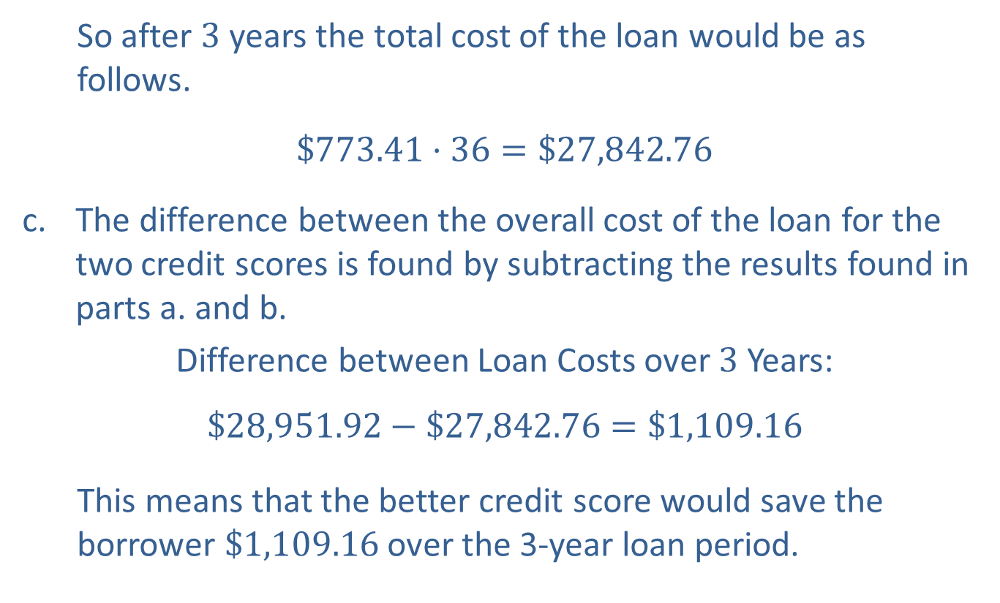 So after 3 years the total cost of the loan would be as
follows.
$773.41 · 36 = $27,842.76
c. The difference between the overall cost of the loan for the
two credit scores is found by subtracting the results found in
parts a. and b.
Difference between Loan Costs over 3 Years:
$28,951.92 − $27,842.76 = $1,109.16
This means that the better credit score would save the
borrower $1,109.16 over the 3-year loan period.